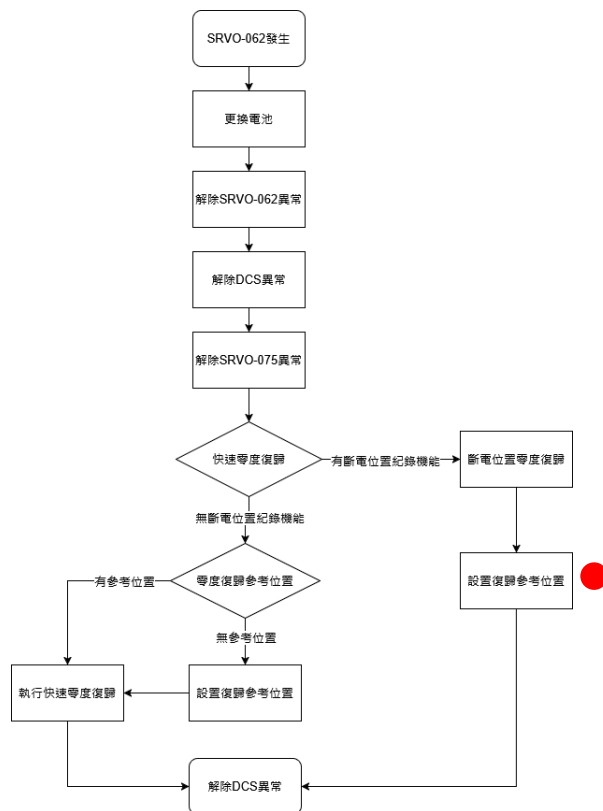 SRVO-062發生
更換電池
解除SRVO-062異常
解除DCS異常
解除SRVO-075異常
快速零度復歸
有斷電位置紀錄機能
斷電位置零度復歸
無斷電位置紀錄機能
零度復歸參考位置
設置復歸參考位置
有參考位置
無參考位置
執行快速零度復歸
設置復歸參考位置
解除DCS異常